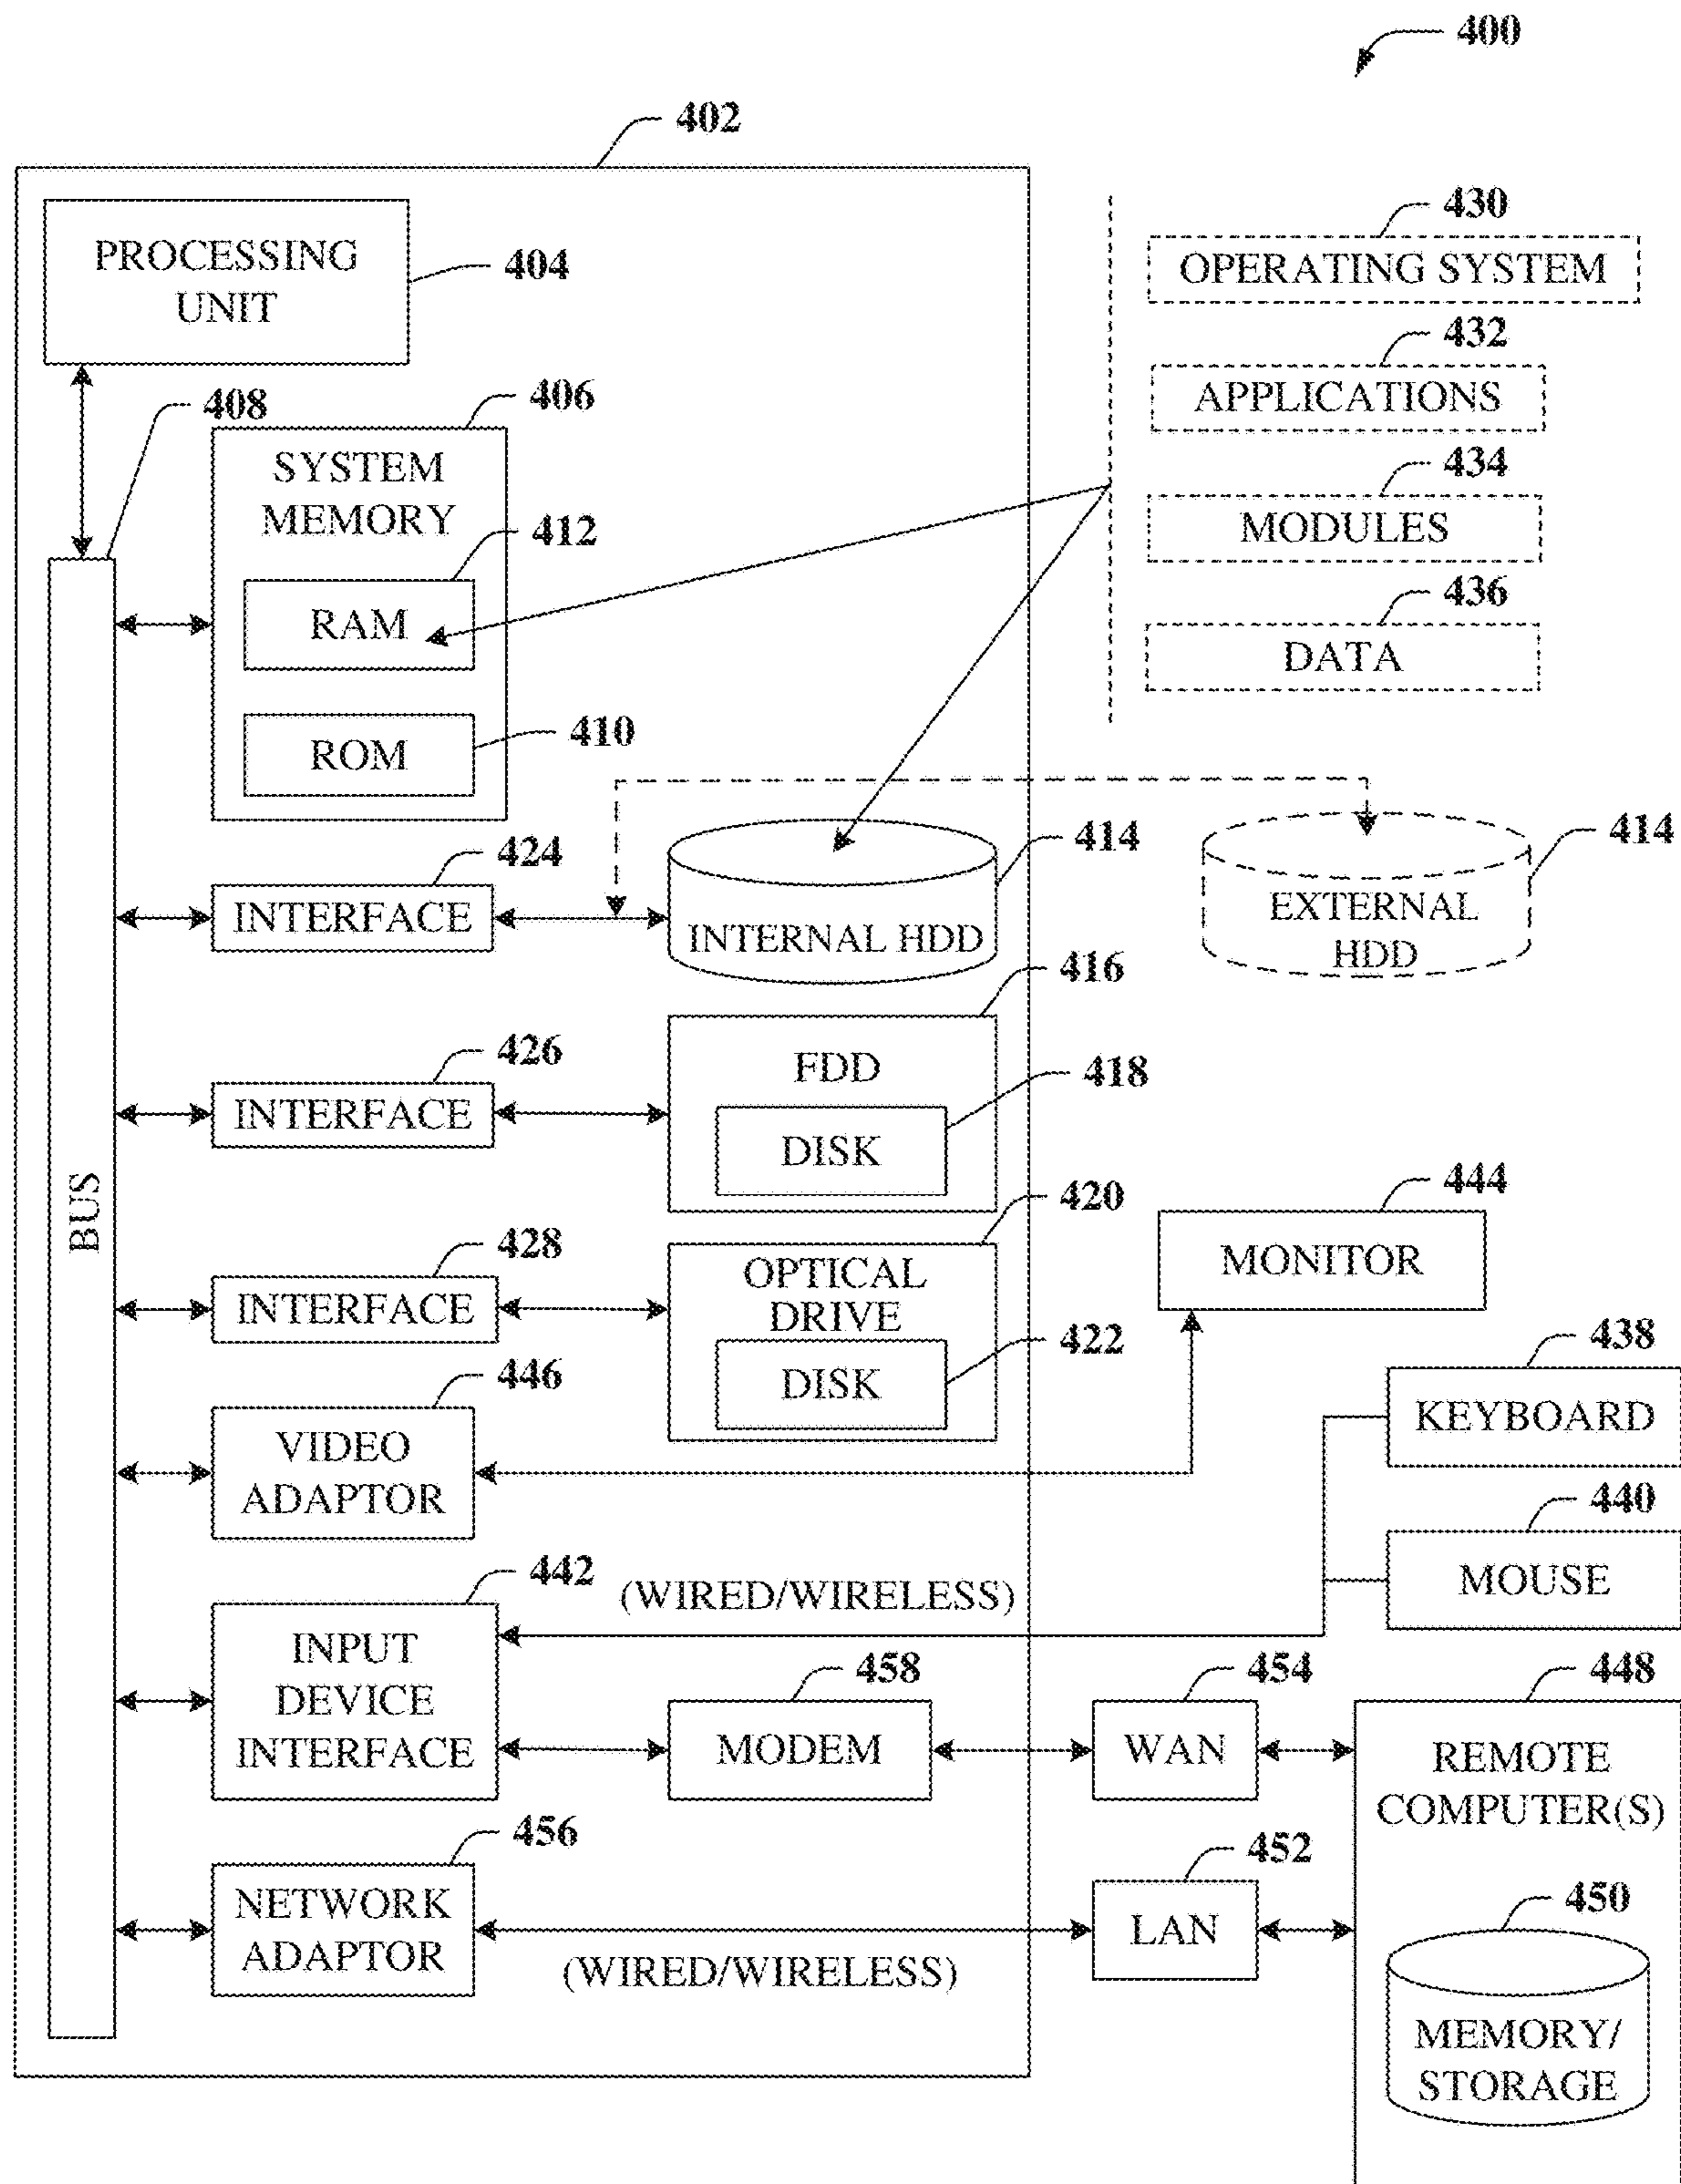 400
402
PROCESSING
UNIT
404
430
OPERATING SYSTEM
432
APPLICATIONS
434
MODULES
436
DATA
408
406
SYSTEM
MEMORY
412
RAM
410
ROM
424
INTERFACE
414
INTERNAL HDD
414
EXTERNAL
HDD
426
INTERFACE
416
FDD
418
DISK
BUS
428
INTERFACE
420
OPTICAL
DRIVE
422
DISK
444
MONITOR
446
VIDEO
ADAPTOR
438
KEYBOARD
440
MOUSE
442
INPUT
DEVICE
INTERFACE
(WIRED/WIRELESS)
458
MODEM
454
WAN
448
REMOTE
COMPUTER(S)
456
NETWORK
ADAPTOR
(WIRED/WIRELESS)
452
LAN
450
MEMORY/
STORAGE